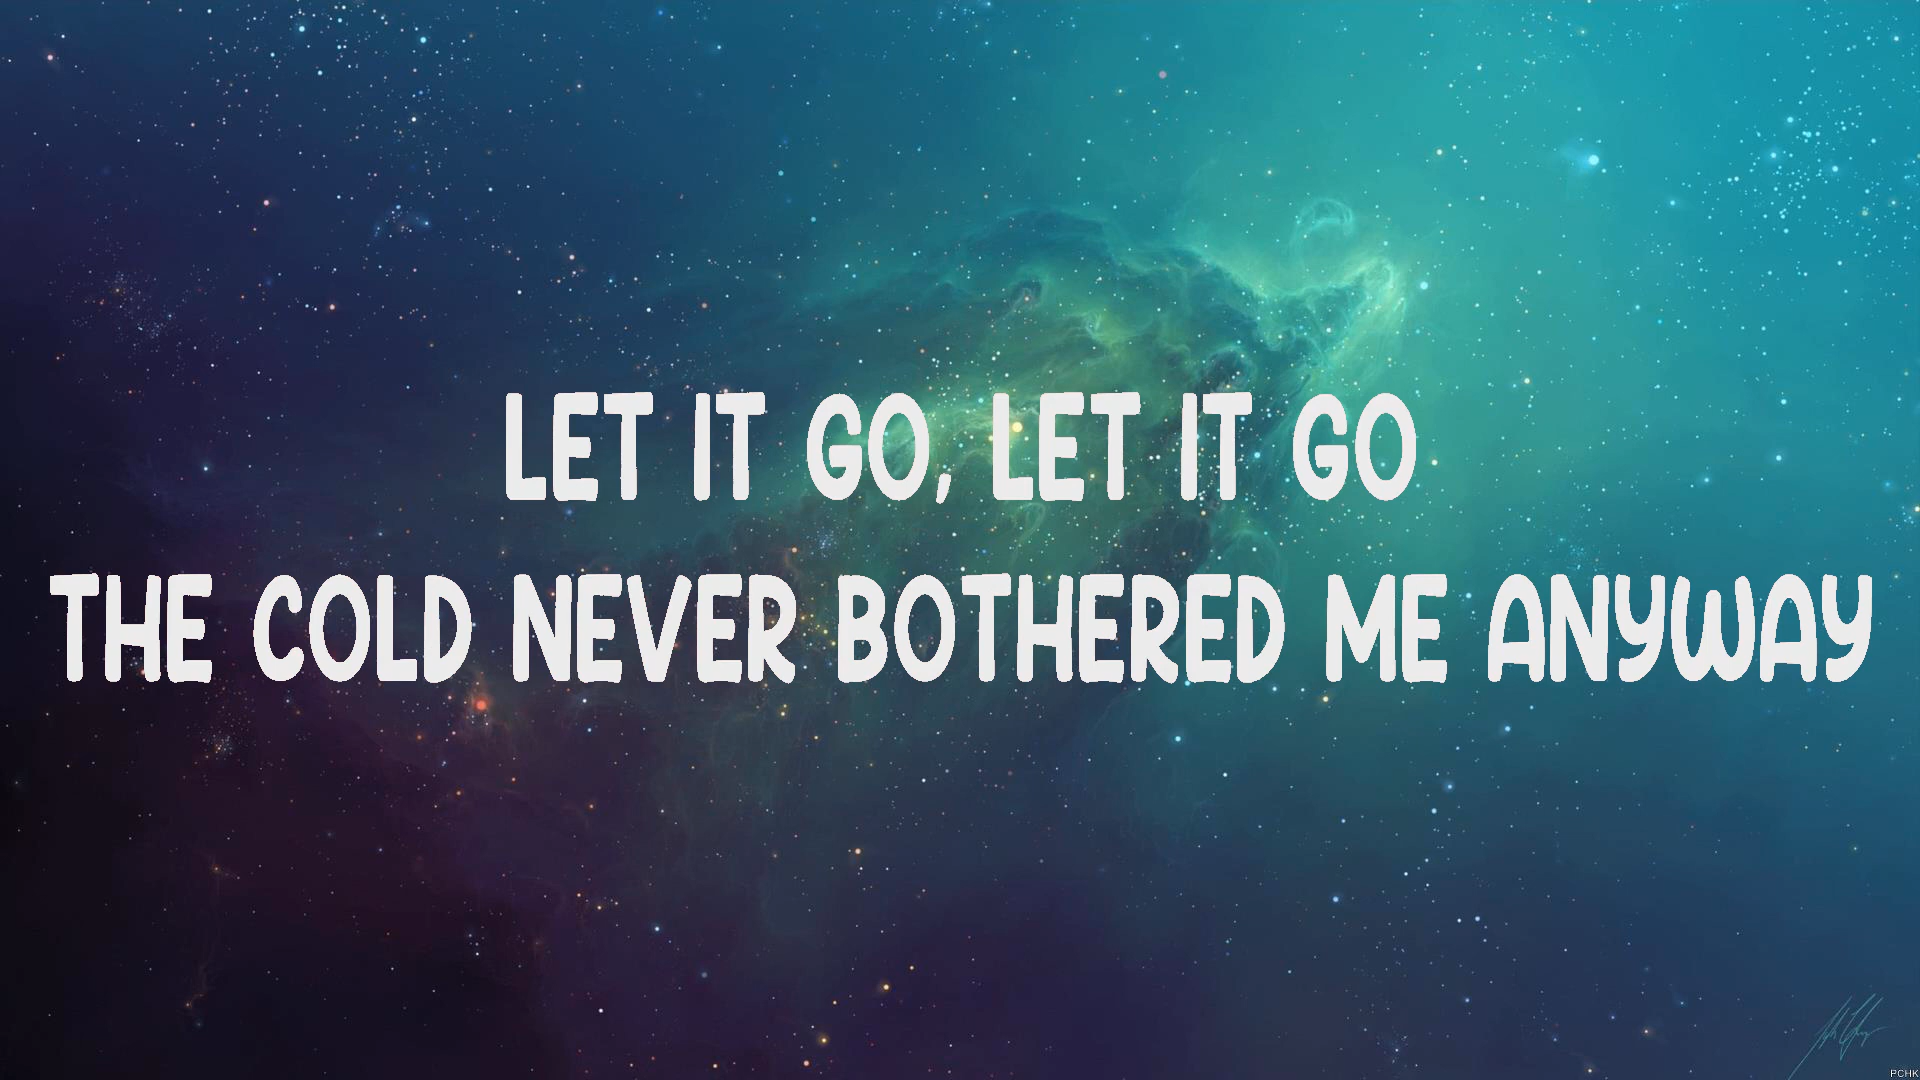 LET IT GO, LET IT GO
THE COLD NEVER BOTHERED ME ANYWAY
PCHK